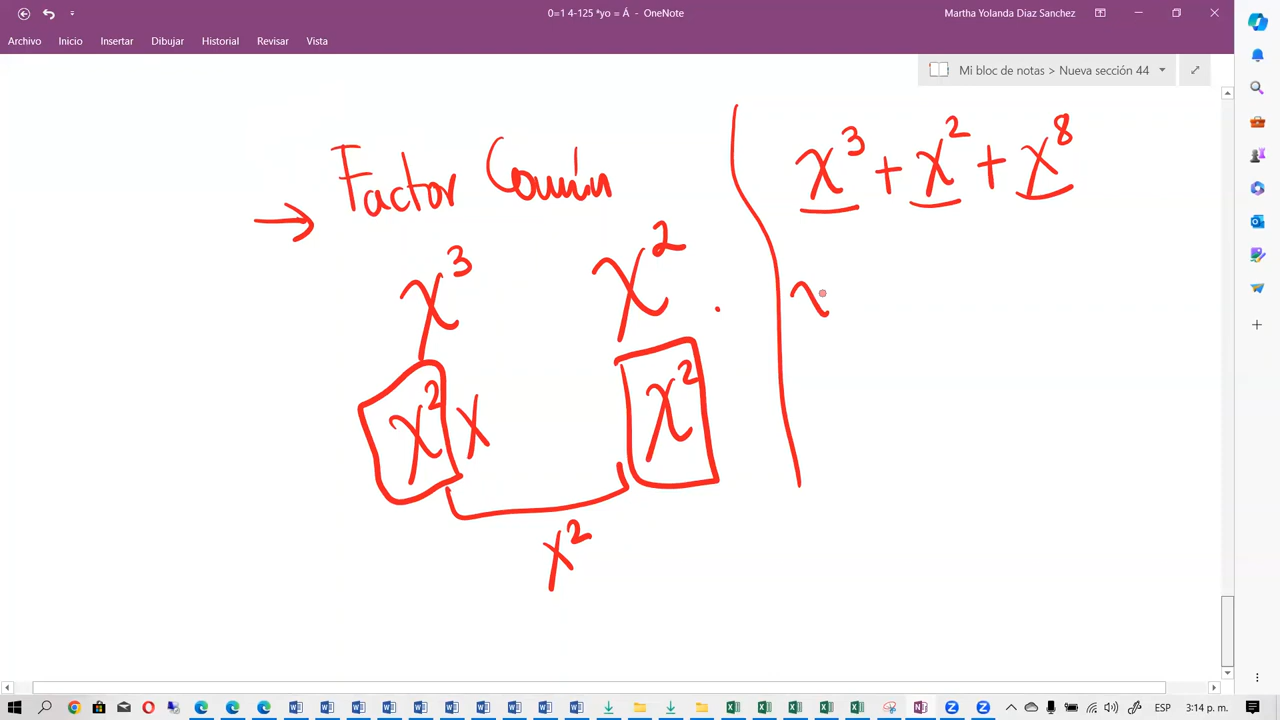 0=1 4-125 *yo = Á - OneNote
Martha Yolanda Diaz Sanchez
Archivo Inicio Insertar Dibujar Historial Revisar Vista
Mi bloc de notas > Nueva sección 44
→ Factor Común
x³ x²
x² x x²
x²
x³ + x² + x⁸
x
ESP 3:14 p. m.